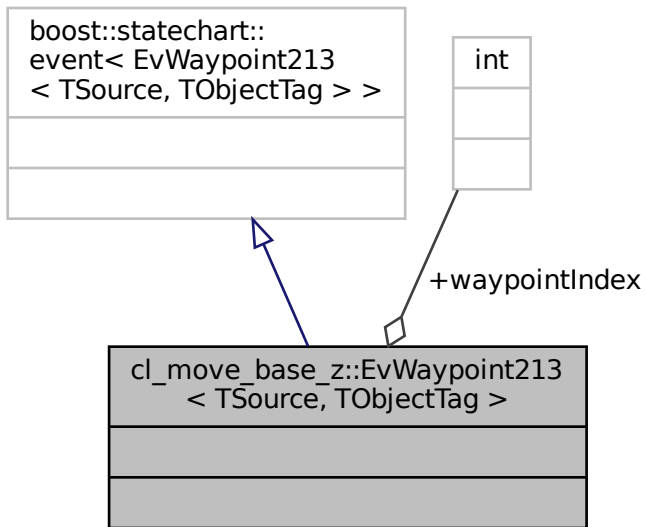 boost::statechart::
event< EvWaypoint213
< TSource, TObjectTag > >
int
+waypointIndex
cl_move_base_z::EvWaypoint213
< TSource, TObjectTag >